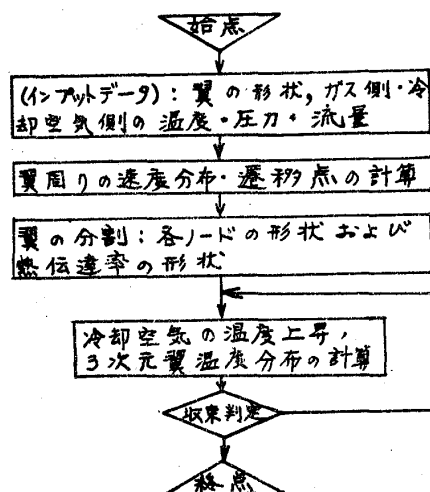 始点
(インプットデータ):翼の形状,ガス側・冷
却空気側の温度・圧力・流量
翼周りの速度分布・遷移点の計算
翼の分割:各ノードの形状および
熱伝達率の形状
冷却空気の温度上昇,
3次元翼温度分布の計算
収束判定
終点